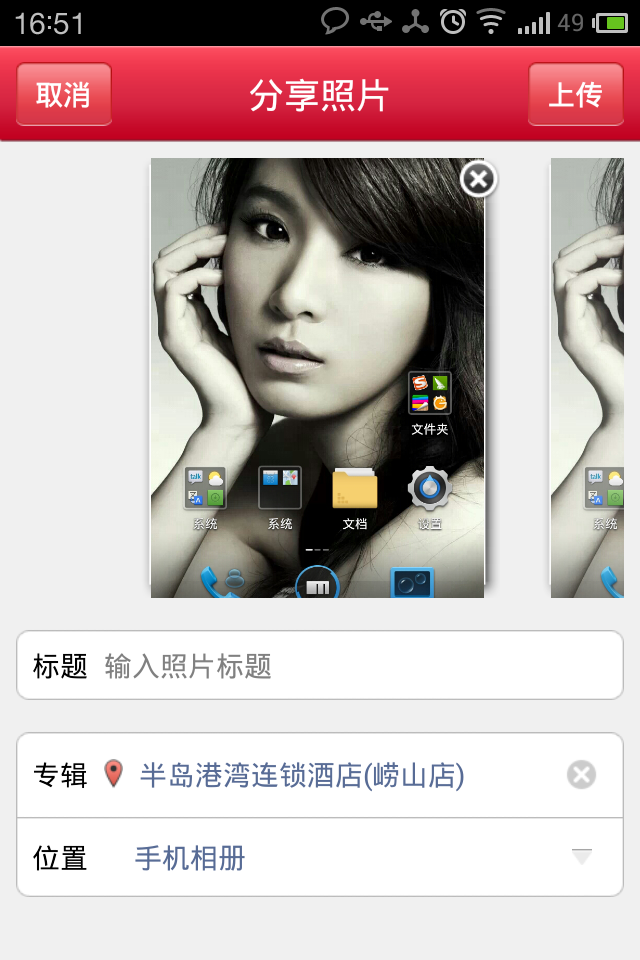 16:51
49
取消
分享照片
上传
文件夹
talk
系统
系统
文档
设置
talk
系统
标题 输入照片标题
专辑 半岛港湾连锁酒店(崂山店)
位置 手机相册